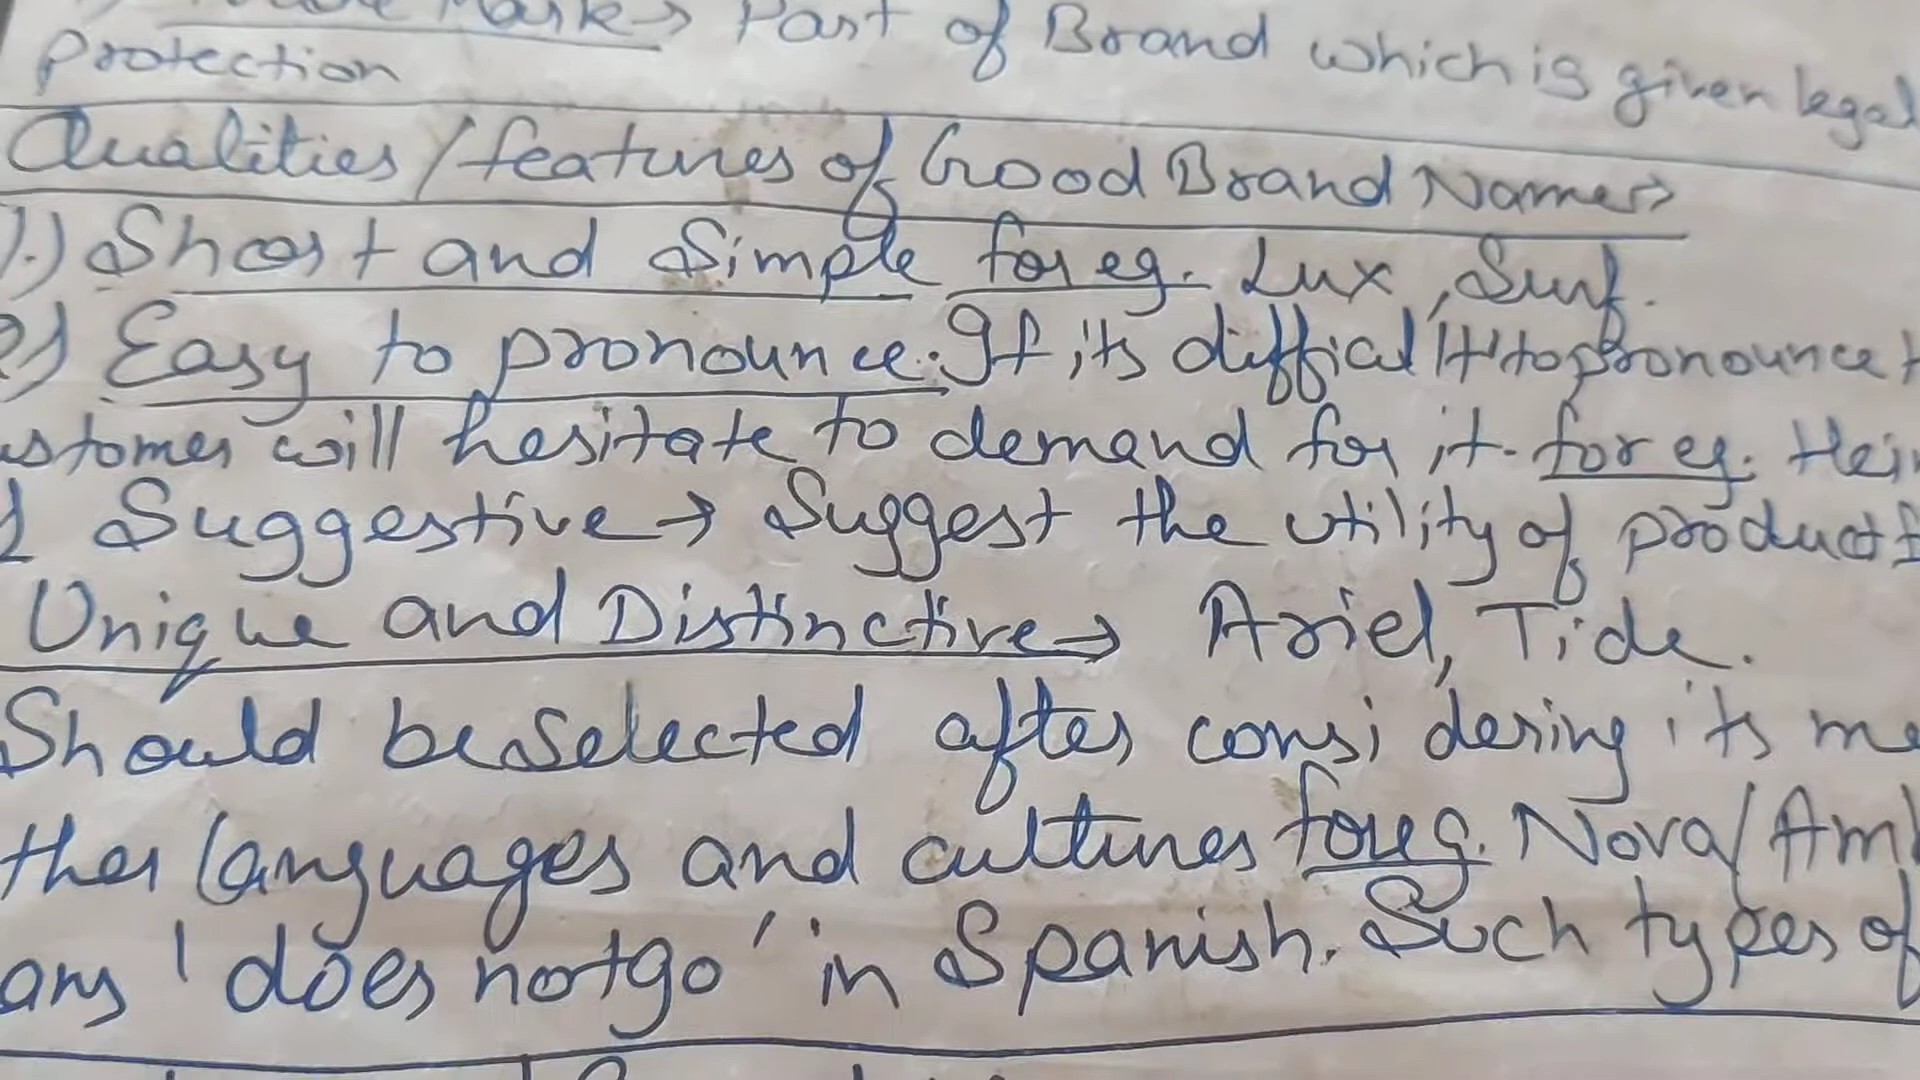 Mark → Part of Brand which is given legal
Protection
Qualities/features of Good Brand Name→
1.) Short and Simple for eg. Lux, Surf.
2) Easy to pronounce. If its difficult to pronounce
will hesitate to demand for it. for eg.
Suggestive → Suggest the utility of product
Unique and Distinctive → Ariel, Tide.
Should be selected after considering its
languages and cultures for eg. Nova/
'does not go' in Spanish. Such types of